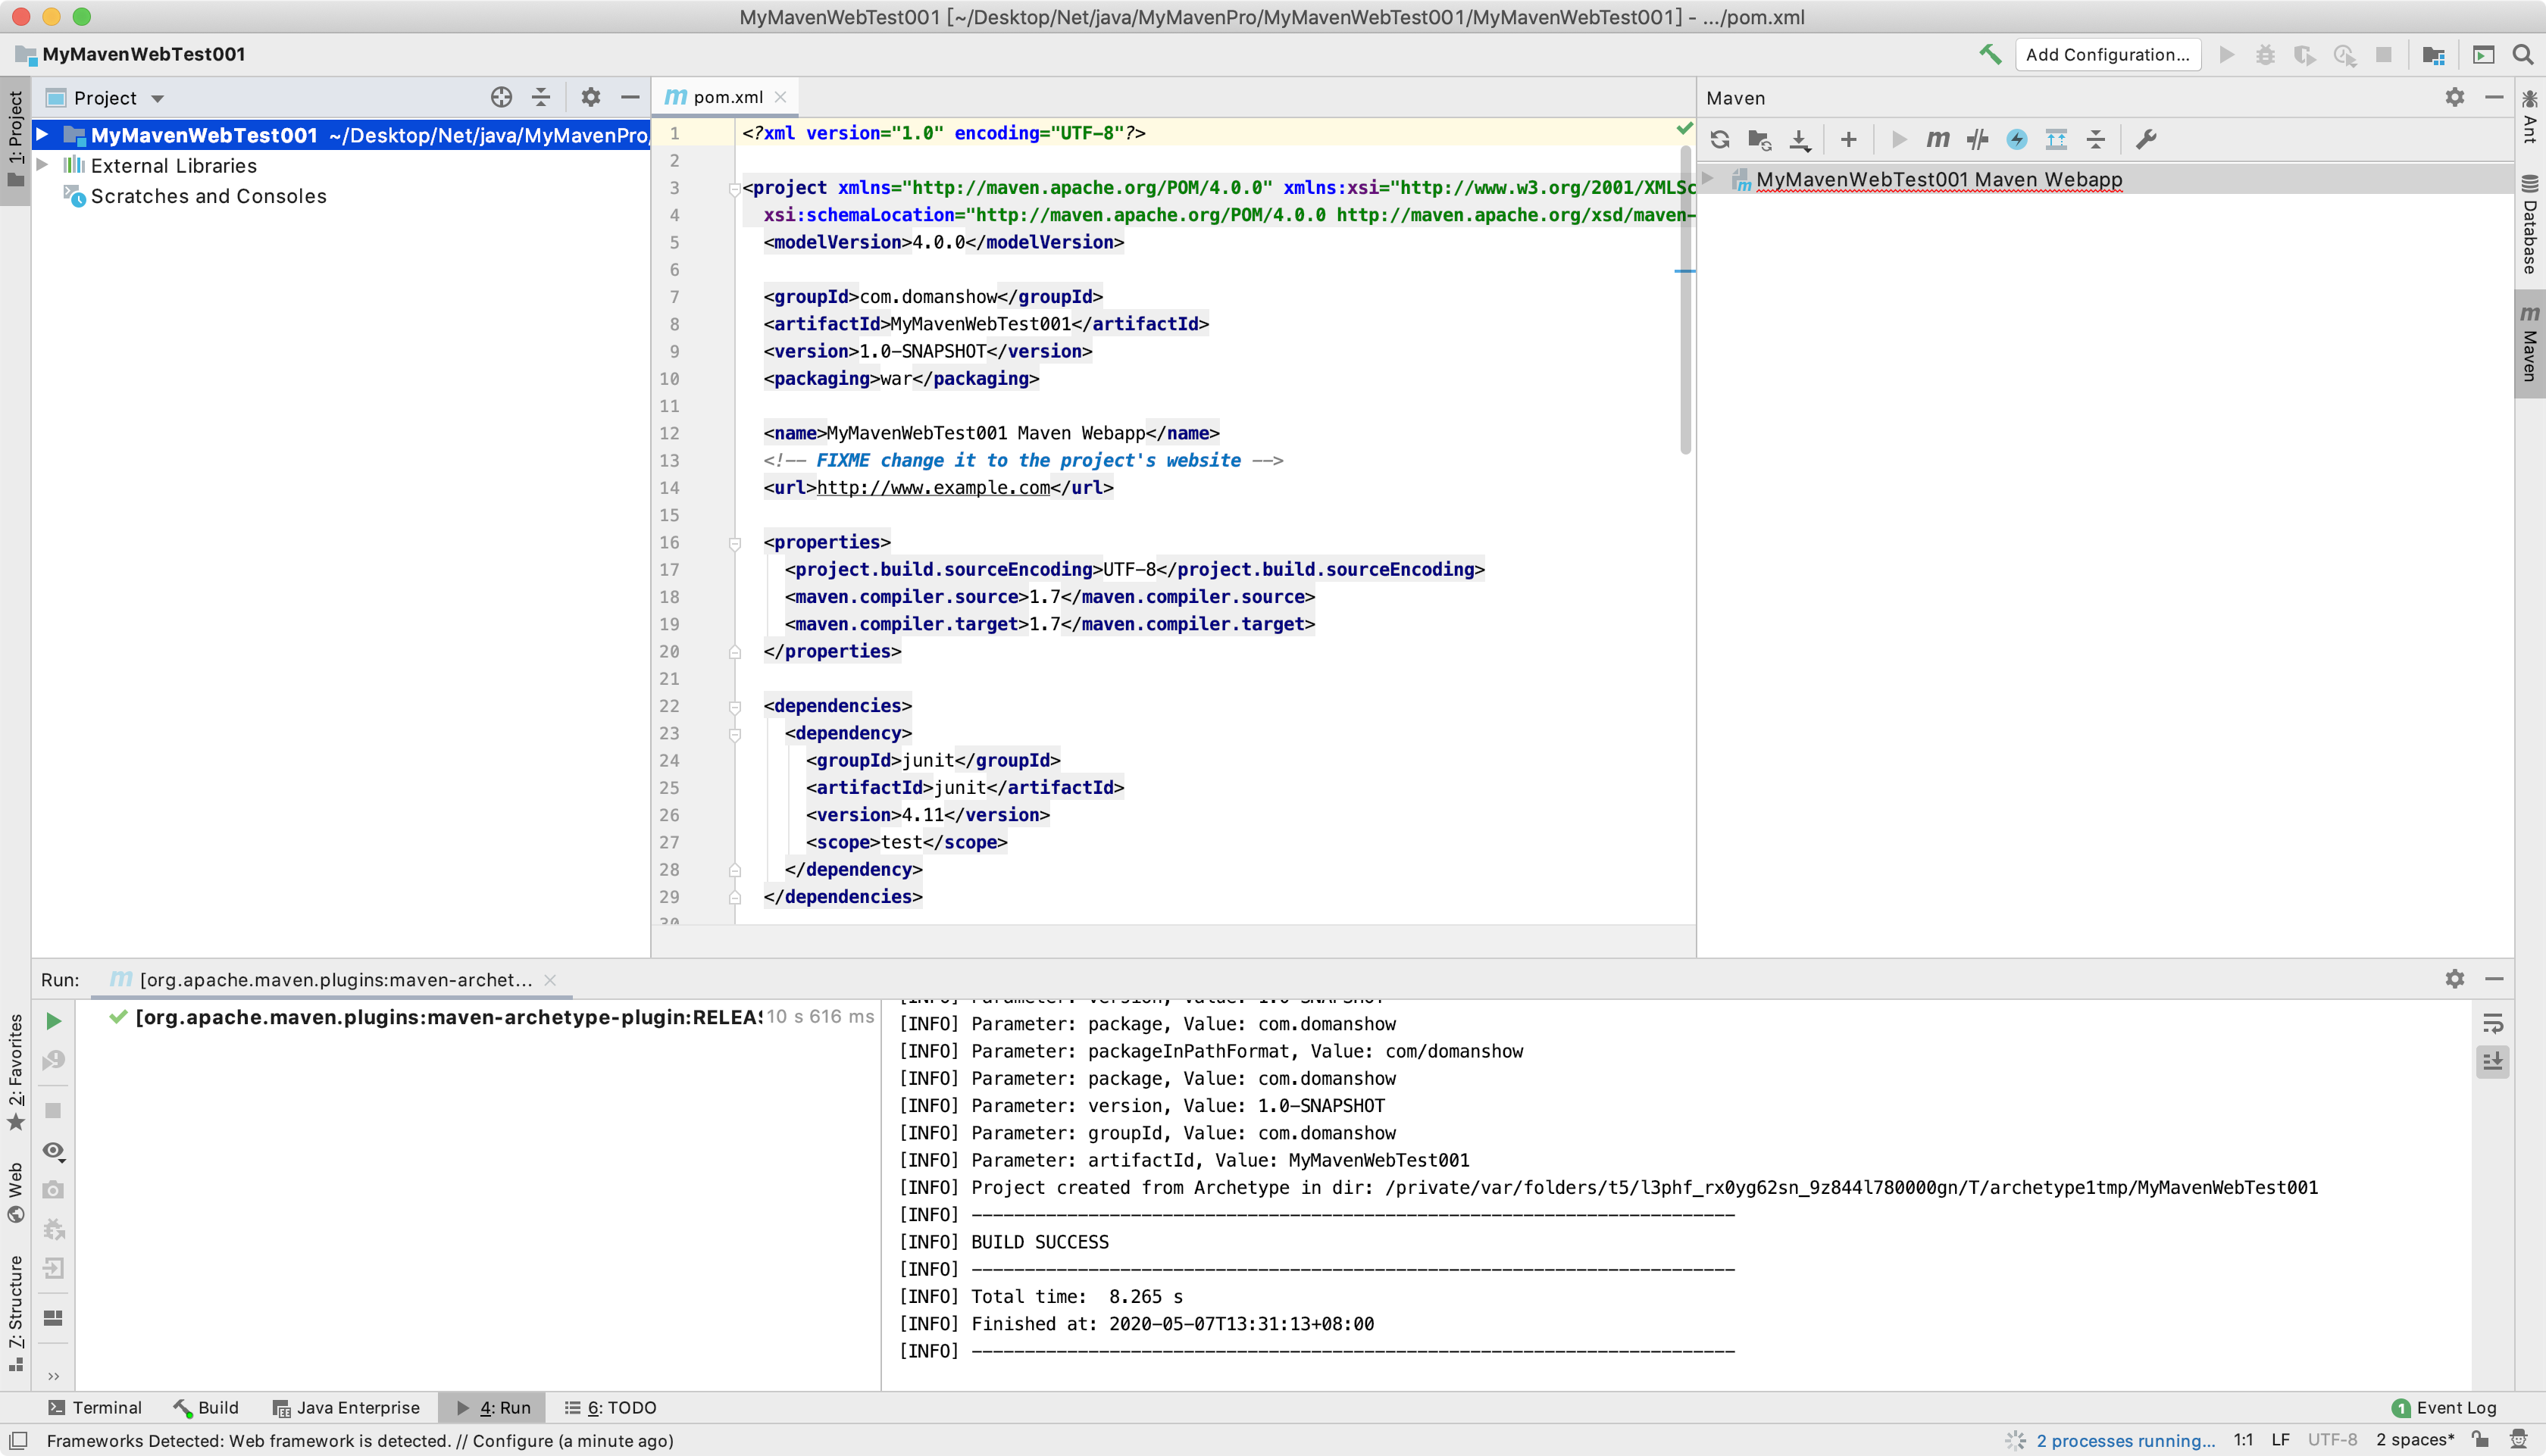 MyMavenWebTest001 [~/Desktop/Net/java/MyMavenPro/MyMavenWebTest001/MyMavenWebTest001] - .../pom.xml
MyMavenWebTest001
Add Configuration...
1: Project
Project
pom.xml
Maven
MyMavenWebTest001 ~/Desktop/Net/java/MyMavenPro
External Libraries
Scratches and Consoles
1 <?xml version="1.0" encoding="UTF-8"?>
2
3 <project xmlns="http://maven.apache.org/POM/4.0.0" xmlns:xsi="http://www.w3.org/2001/XMLSc
4 xsi:schemaLocation="http://maven.apache.org/POM/4.0.0 http://maven.apache.org/xsd/maven-
5 <modelVersion>4.0.0</modelVersion>
6
7 <groupId>com.domanshow</groupId>
8 <artifactId>MyMavenWebTest001</artifactId>
9 <version>1.0-SNAPSHOT</version>
10 <packaging>war</packaging>
11
12 <name>MyMavenWebTest001 Maven Webapp</name>
13 <!-- FIXME change it to the project's website -->
14 <url>http://www.example.com</url>
15
16 <properties>
17 <project.build.sourceEncoding>UTF-8</project.build.sourceEncoding>
18 <maven.compiler.source>1.7</maven.compiler.source>
19 <maven.compiler.target>1.7</maven.compiler.target>
20 </properties>
21
22 <dependencies>
23 <dependency>
24 <groupId>junit</groupId>
25 <artifactId>junit</artifactId>
26 <version>4.11</version>
27 <scope>test</scope>
28 </dependency>
29 </dependencies>
30
MyMavenWebTest001 Maven Webapp
Ant
Database
Maven
Run:
[org.apache.maven.plugins:maven-archet...
[org.apache.maven.plugins:maven-archetype-plugin:RELEAS 10 s 616 ms
[INFO] Parameter: version, Value: 1.0-SNAPSHOT
[INFO] Parameter: package, Value: com.domanshow
[INFO] Parameter: packageInPathFormat, Value: com/domanshow
[INFO] Parameter: package, Value: com.domanshow
[INFO] Parameter: version, Value: 1.0-SNAPSHOT
[INFO] Parameter: groupId, Value: com.domanshow
[INFO] Parameter: artifactId, Value: MyMavenWebTest001
[INFO] Project created from Archetype in dir: /private/var/folders/t5/l3phf_rx0yg62sn_9z844l780000gn/T/archetype1tmp/MyMavenWebTest001
[INFO] ------------------------------------------------------------------------
[INFO] BUILD SUCCESS
[INFO] ------------------------------------------------------------------------
[INFO] Total time:  8.265 s
[INFO] Finished at: 2020-05-07T13:31:13+08:00
[INFO] ------------------------------------------------------------------------
2: Favorites
Web
Z: Structure
Terminal
Build
Java Enterprise
4: Run
6: TODO
1 Event Log
Frameworks Detected: Web framework is detected. // Configure (a minute ago)
2 processes running...
1:1
LF
UTF-8
2 spaces*